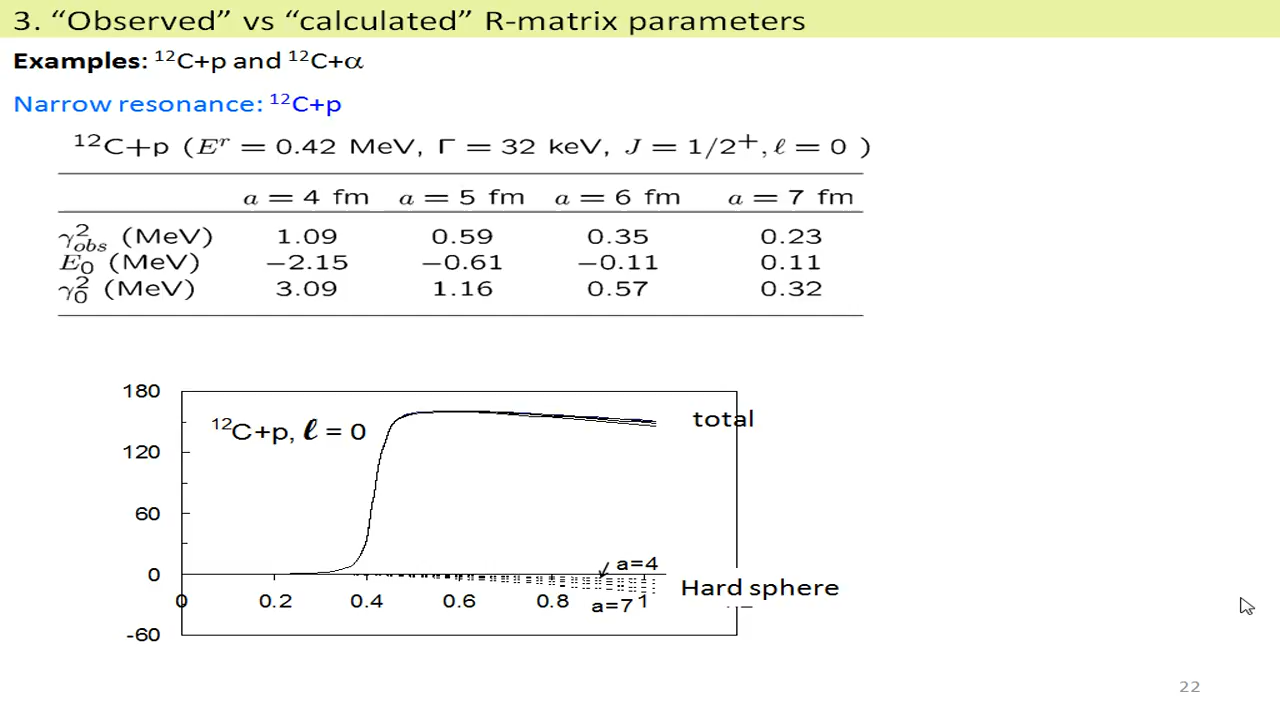 3. “Observed” vs “calculated” R-matrix parameters
Examples: ¹²C+p and ¹²C+α
Narrow resonance: ¹²C+p
¹²C+p (Eʳ = 0.42 MeV, Γ = 32 keV, J = 1/2⁺, ℓ = 0 )
a = 4 fm a = 5 fm a = 6 fm a = 7 fm
γ²obs (MeV) 1.09 0.59 0.35 0.23
E₀ (MeV) −2.15 −0.61 −0.11 0.11
γ²₀ (MeV) 3.09 1.16 0.57 0.32
180
total
¹²C+p, ℓ = 0
120
60
a=4
0
Hard sphere
0 0.2 0.4 0.6 0.8 1
a=7
-60
22